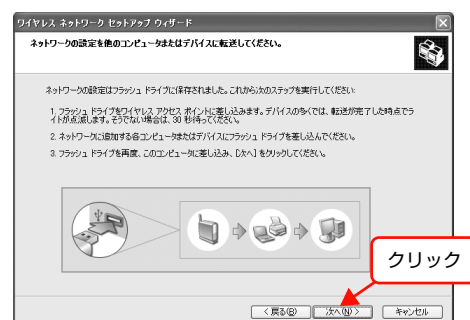 ワイヤレス ネットワーク セットアップ ウィザード
ネットワークの設定を他のコンピュータまたはデバイスに転送してください。
ネットワークの設定はフラッシュ ドライブに保存されました。これから次のステップを実行してください:
1. フラッシュ ドライブをワイヤレス アクセス ポイントに差し込みます。デバイスの多くでは、転送が完了した時点でラ
イトが点滅します。そうでない場合は、30 秒待ってください。
2. ネットワークに追加する各コンピュータまたはデバイスにフラッシュ ドライブを差し込んでください。
3. フラッシュ ドライブを再度、このコンピュータに差し込み、[次へ] をクリックしてください。
クリック
< 戻る(B)
次へ(N) >
キャンセル